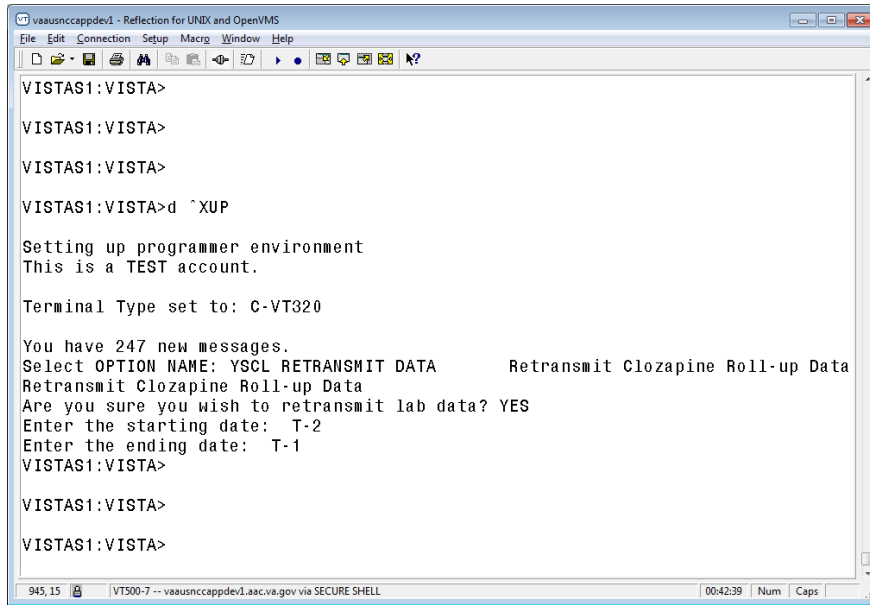 vaausnccappdev1 - Reflection for UNIX and OpenVMS
File Edit Connection Setup Macro Window Help
VISTAS1:VISTA>
VISTAS1:VISTA>
VISTAS1:VISTA>
VISTAS1:VISTA>d ^XUP
Setting up programmer environment
This is a TEST account.
Terminal Type set to: C-VT320
You have 247 new messages.
Select OPTION NAME: YSCL RETRANSMIT DATA Retransmit Clozapine Roll-up Data
Retransmit Clozapine Roll-up Data
Are you sure you wish to retransmit lab data? YES
Enter the starting date: T-2
Enter the ending date: T-1
VISTAS1:VISTA>
VISTAS1:VISTA>
VISTAS1:VISTA>
945, 15 VT500-7 -- vaausnccappdev1.aac.va.gov via SECURE SHELL 00:42:39 Num Caps